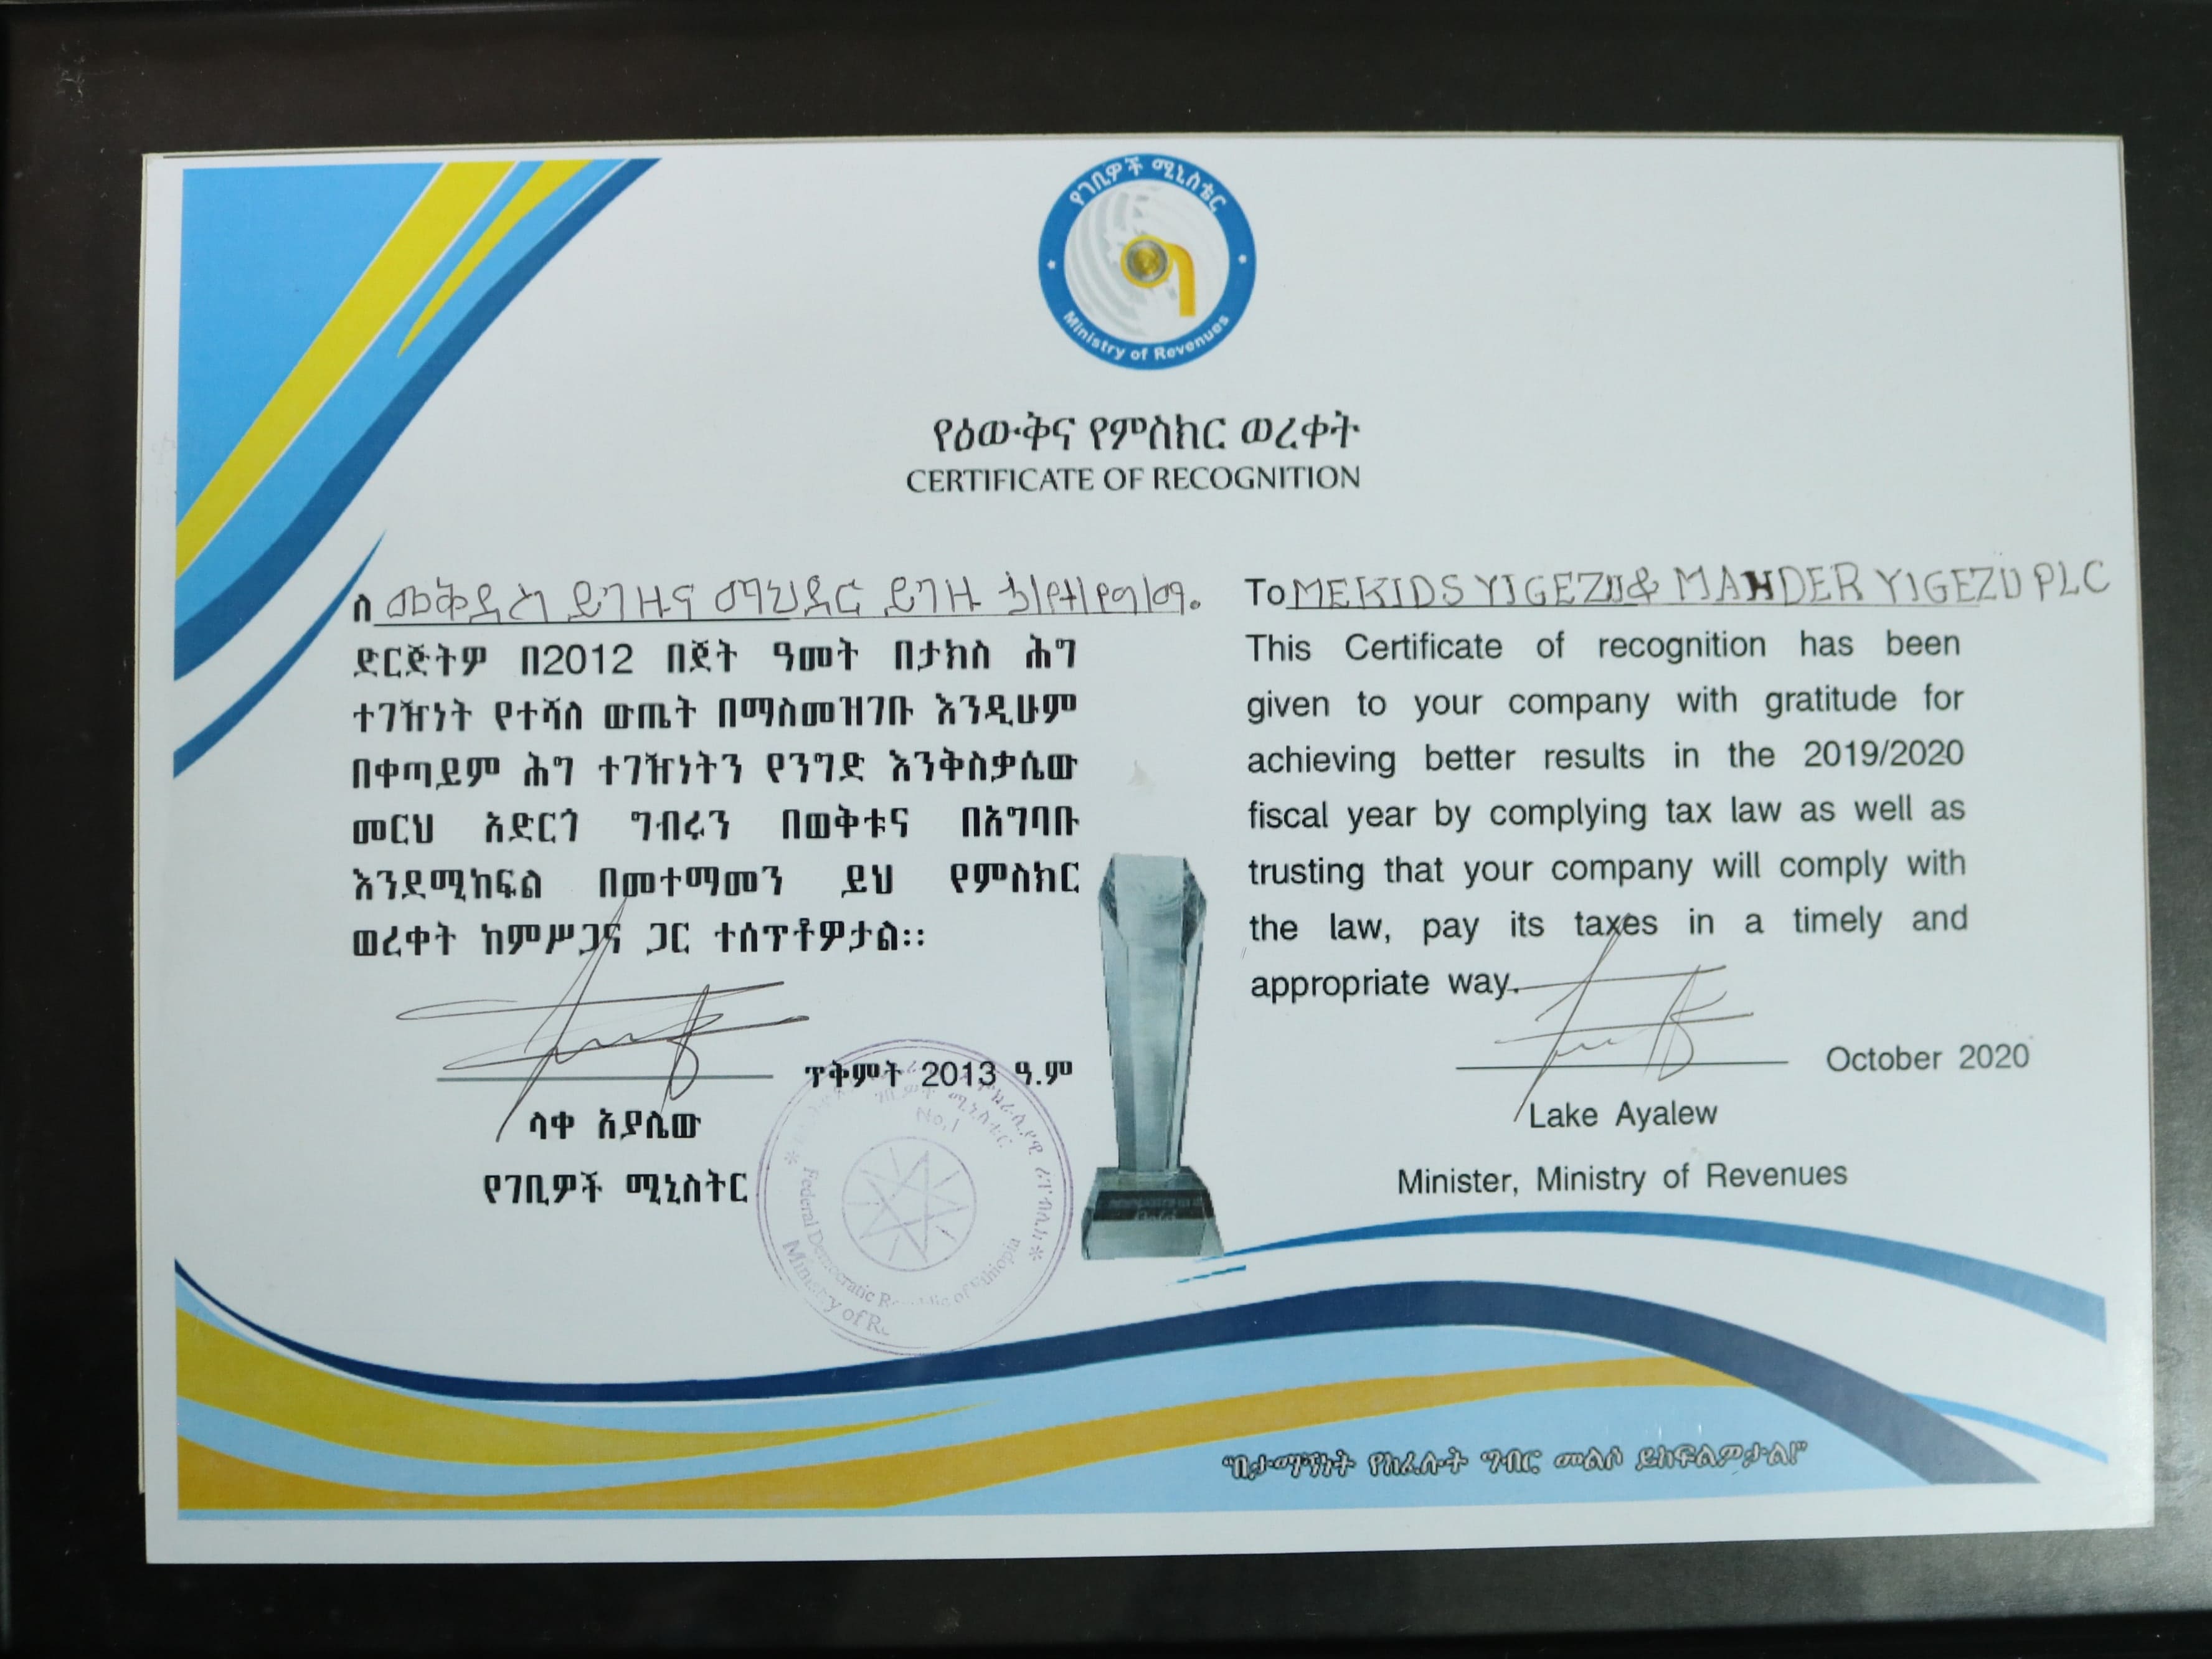 የገቢዎች ሚኒስቴር
Ministry of Revenues
የዕውቅና የምስክር ወረቀት
CERTIFICATE OF RECOGNITION
ለ መቅዳስ ይገዙና ማህደር ይገዙ ኃ/የተ/የግ/ማ.
ድርጅትዎ በ2012 በጀት ዓመት በታክስ ሕግ
ተገዥነት የተሻለ ውጤት በማስመዝገቡ እንዲሁም
በቀጣይም ሕግ ተገዥነትን የንግድ እንቅስቃሴው
መርህ አድርጎ ግብሩን በወቅቱና በአግባቡ
እንደሚከፍል በመተማመን ይህ የምስክር
ወረቀት ከምሥጋና ጋር ተሰጥቶዎታል፡፡
ጥቅምት 2013 ዓ.ም
ላቀ አያሌው
የገቢዎች ሚኒስትር
ገቢዎች ሚኒስቴር
No.1
Federal Democratic Republic of Ethiopia
Ministry of
To MEKIDS YIGEZU & MAHDER YIGEZU PLC
This Certificate of recognition has been
given to your company with gratitude for
achieving better results in the 2019/2020
fiscal year by complying tax law as well as
trusting that your company will comply with
the law, pay its taxes in a timely and
appropriate way.
October 2020
Lake Ayalew
Minister, Ministry of Revenues
"በታማኝነት የከፈሉት ግብር መልሶ ይከፍልዎታል"